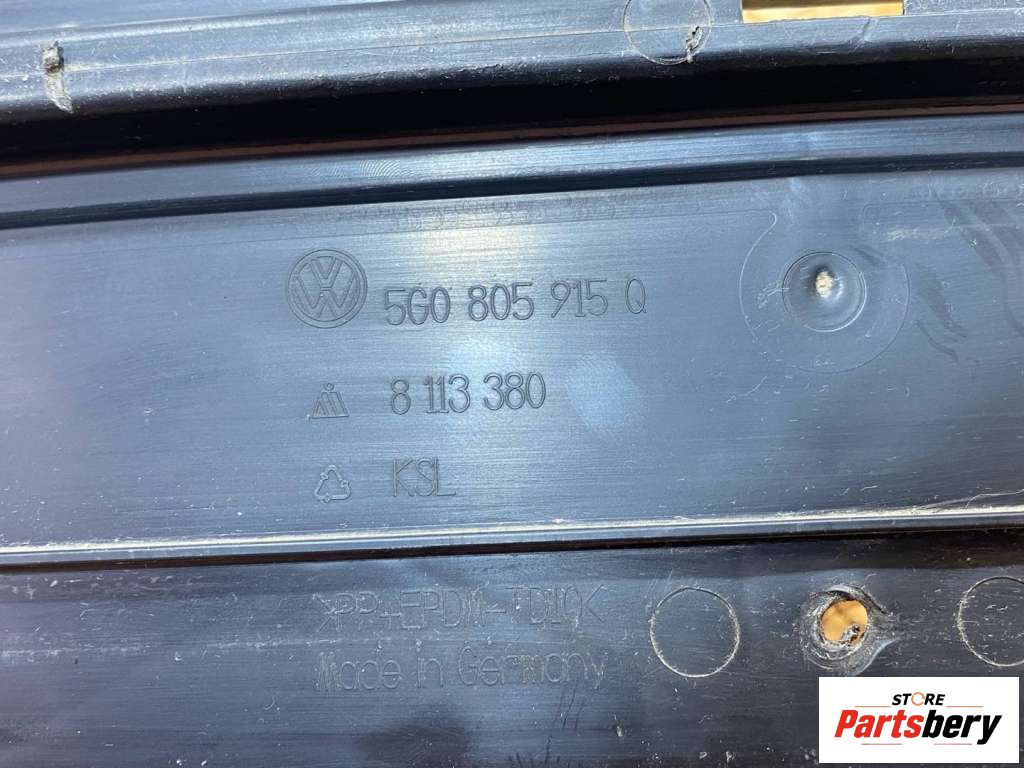 5G0 805 915 Q
8 113 380
KSL
>PP+EPDM-TD10<
Made in Germany
STORE
Partsbery